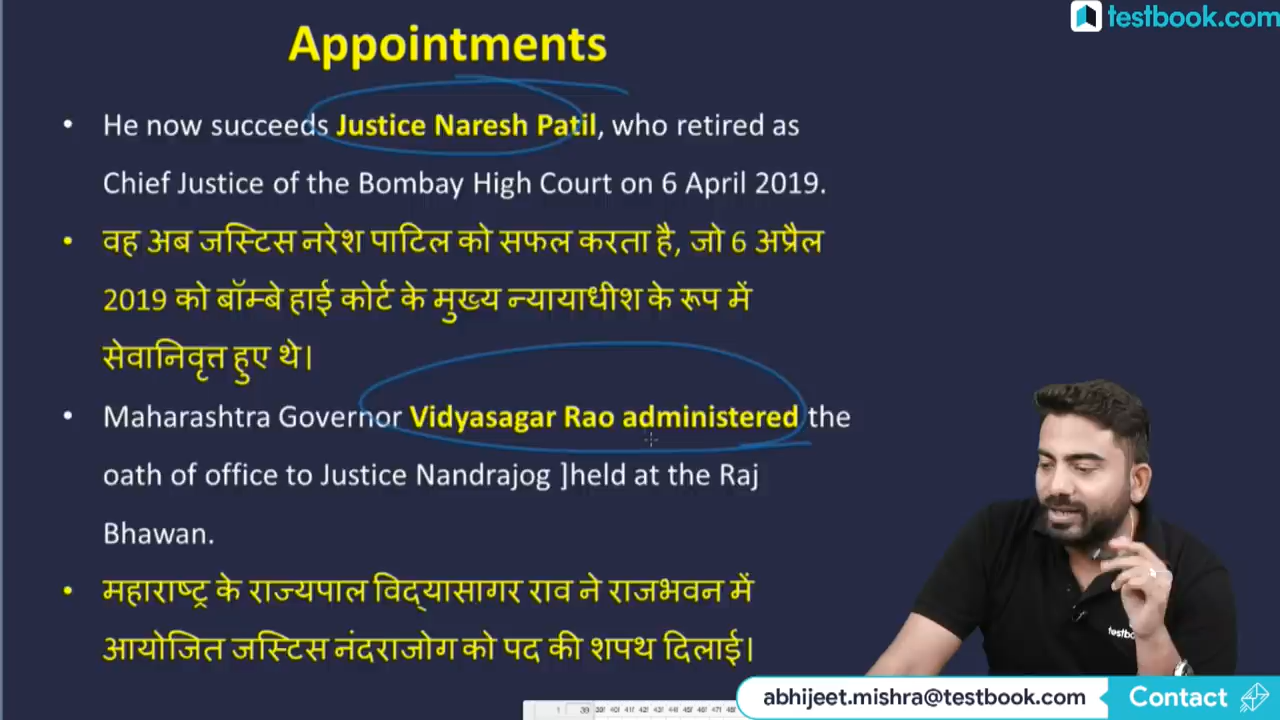 testbook.com
Appointments
• He now succeeds Justice Naresh Patil, who retired as
Chief Justice of the Bombay High Court on 6 April 2019.
• वह अब जस्टिस नरेश पाटिल को सफल करता है, जो 6 अप्रैल
2019 को बॉम्बे हाई कोर्ट के मुख्य न्यायाधीश के रूप में
सेवानिवृत्त हुए थे।
• Maharashtra Governor Vidyasagar Rao administered the
oath of office to Justice Nandrajog ]held at the Raj
Bhawan.
• महाराष्ट्र के राज्यपाल विद्यासागर राव ने राजभवन में
आयोजित जस्टिस नंदराजोग को पद की शपथ दिलाई।
abhijeet.mishra@testbook.com Contact